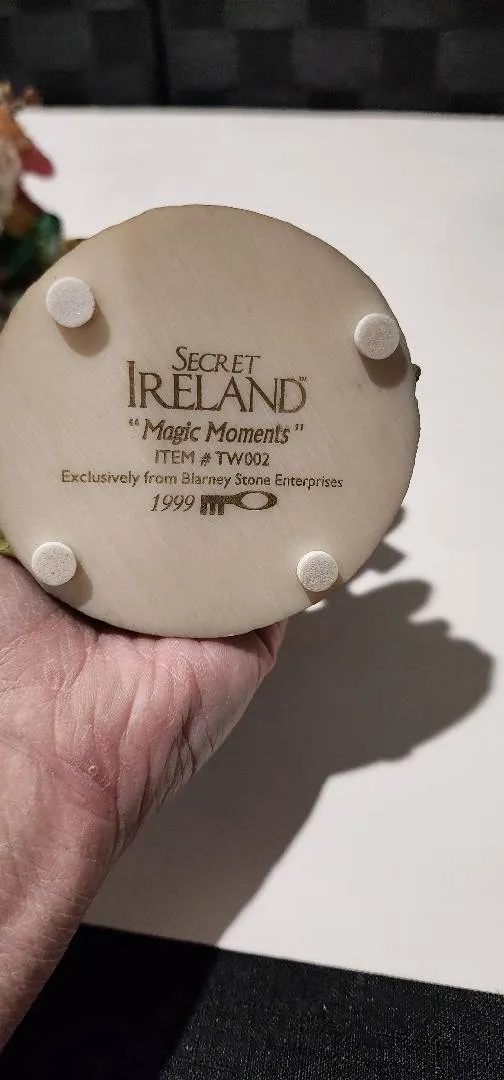 SECRET
IRELAND™
“Magic Moments”
ITEM # TW002
Exclusively from Blarney Stone Enterprises
1999